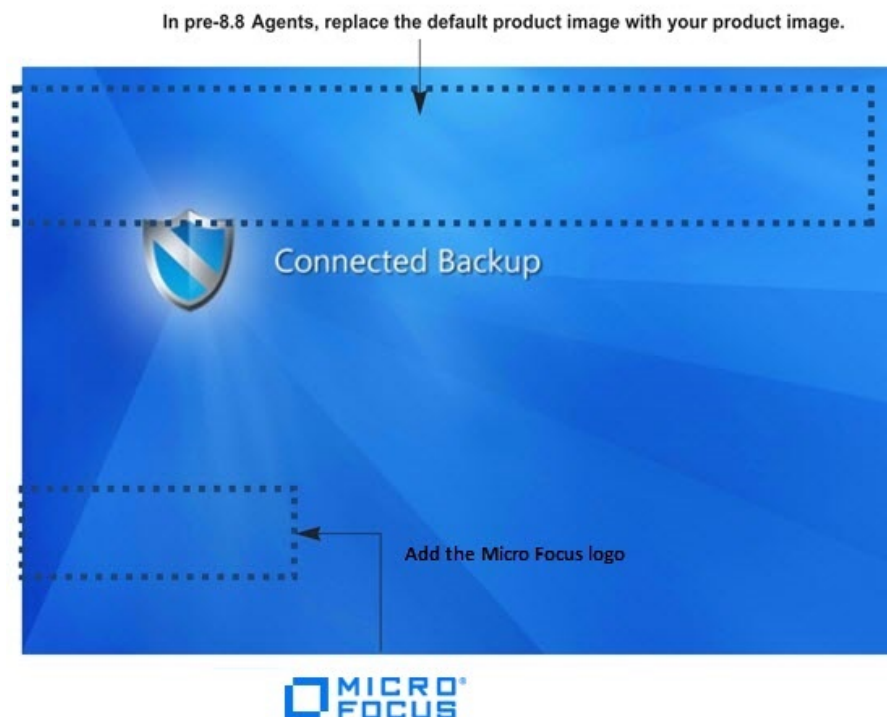 In pre-8.8 Agents, replace the default product image with your product image.
Connected Backup
Add the Micro Focus logo
MICRO®
FOCUS